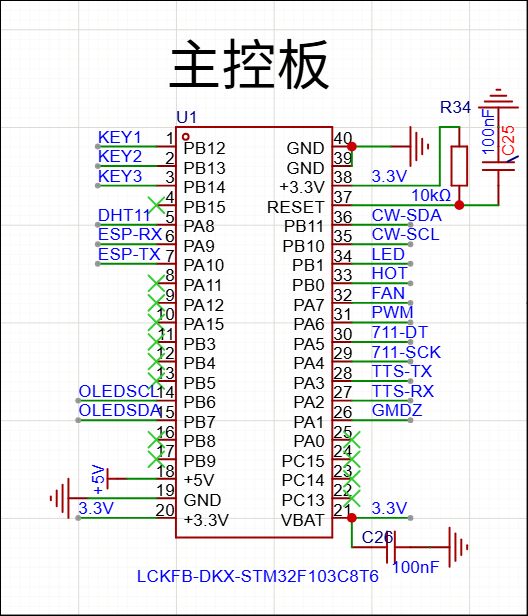 主控板
U1
R34
100nF
C25
10kΩ
KEY1 1 PB12 GND 40
KEY2 2 PB13 GND 39
KEY3 3 PB14 +3.3V 38 3.3V
4 PB15 RESET 37
DHT11 5 PA8 PB11 36 CW-SDA
ESP-RX 6 PA9 PB10 35 CW-SCL
ESP-TX 7 PA10 PB1 34 LED
8 PA11 PB0 33 HOT
9 PA12 PA7 32 FAN
10 PA15 PA6 31 PWM
11 PB3 PA5 30 711-DT
12 PB4 PA4 29 711-SCK
13 PB5 PA3 28 TTS-TX
OLEDSCL 14 PB6 PA2 27 TTS-RX
OLEDSDA 15 PB7 PA1 26 GMDZ
16 PB8 PA0 25
17 PB9 PC15 24
+5V 18 +5V PC14 23
19 GND PC13 22
3.3V 20 +3.3V VBAT 21 3.3V
C26
100nF
LCKFB-DKX-STM32F103C8T6